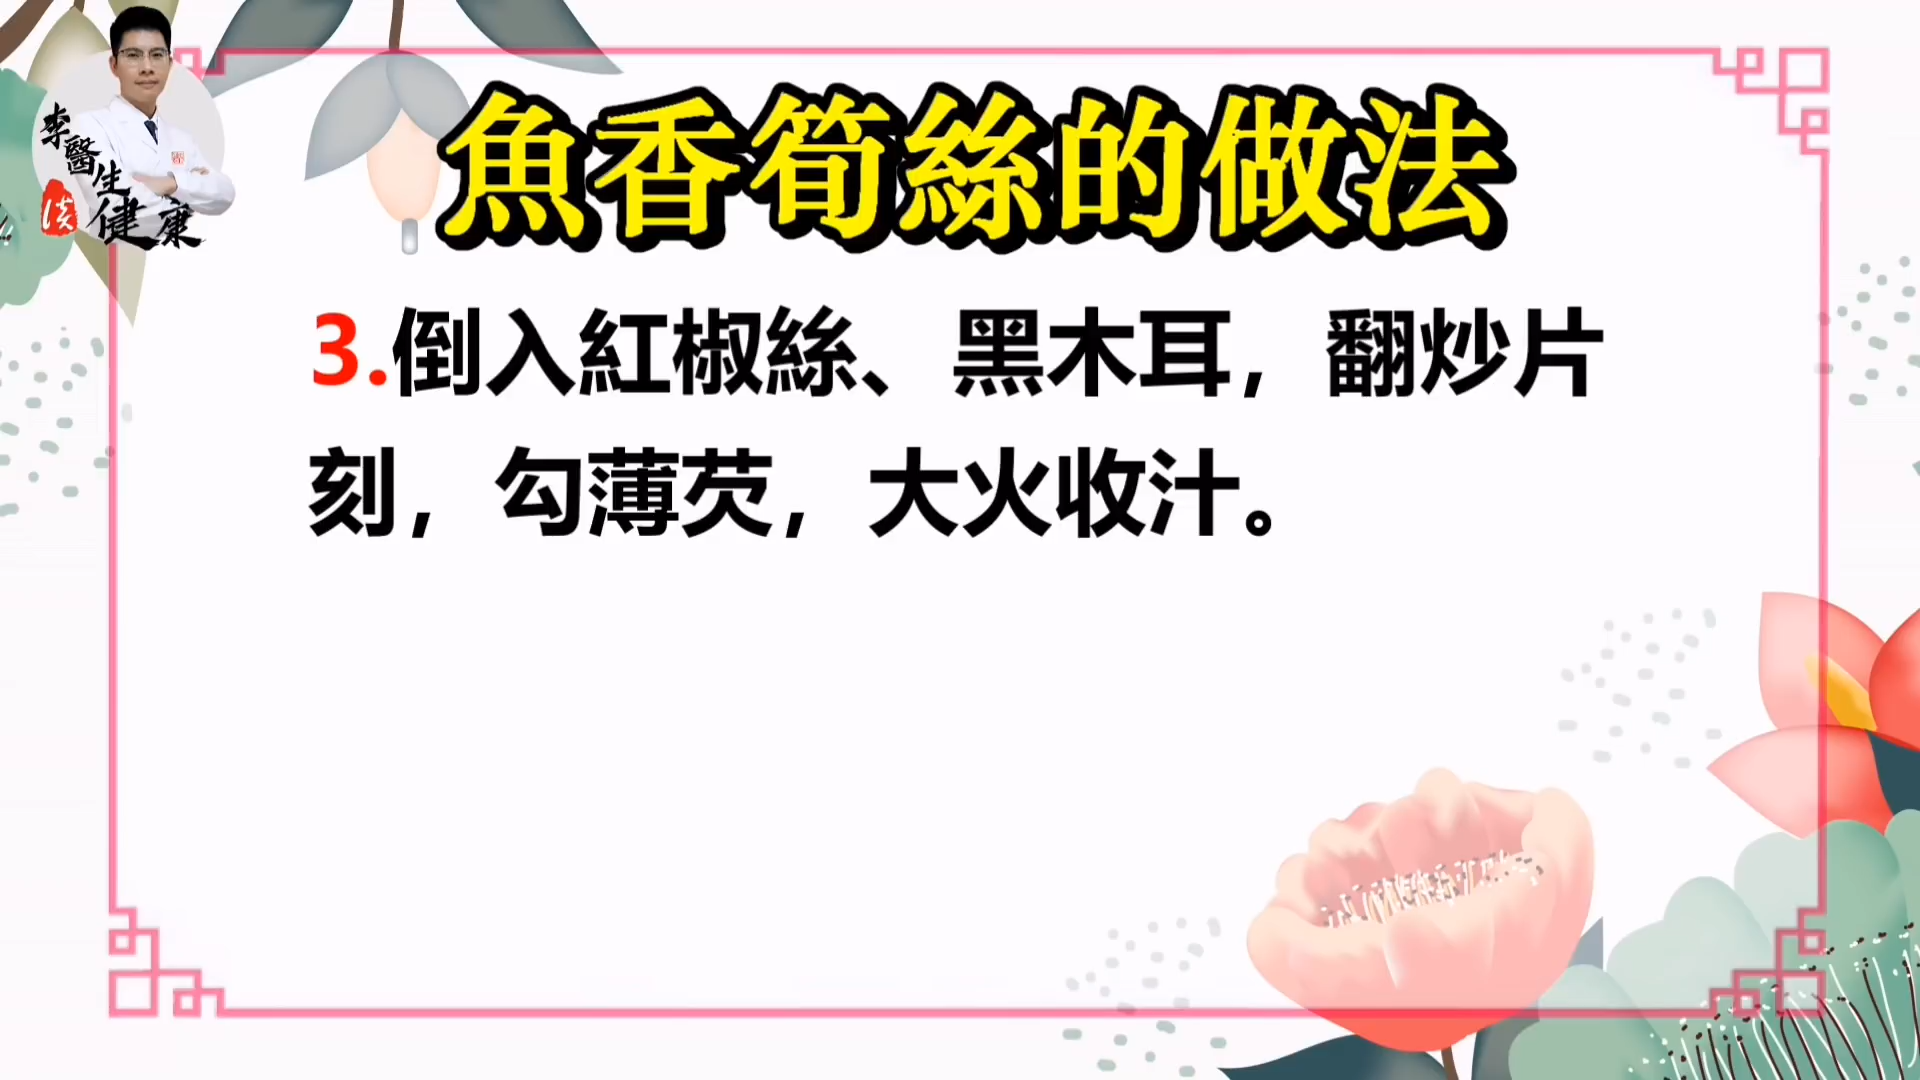 李醫生
談健康
魚香筍絲的做法
3.倒入紅椒絲、黑木耳，翻炒片
刻，勾薄芡，大火收汁。